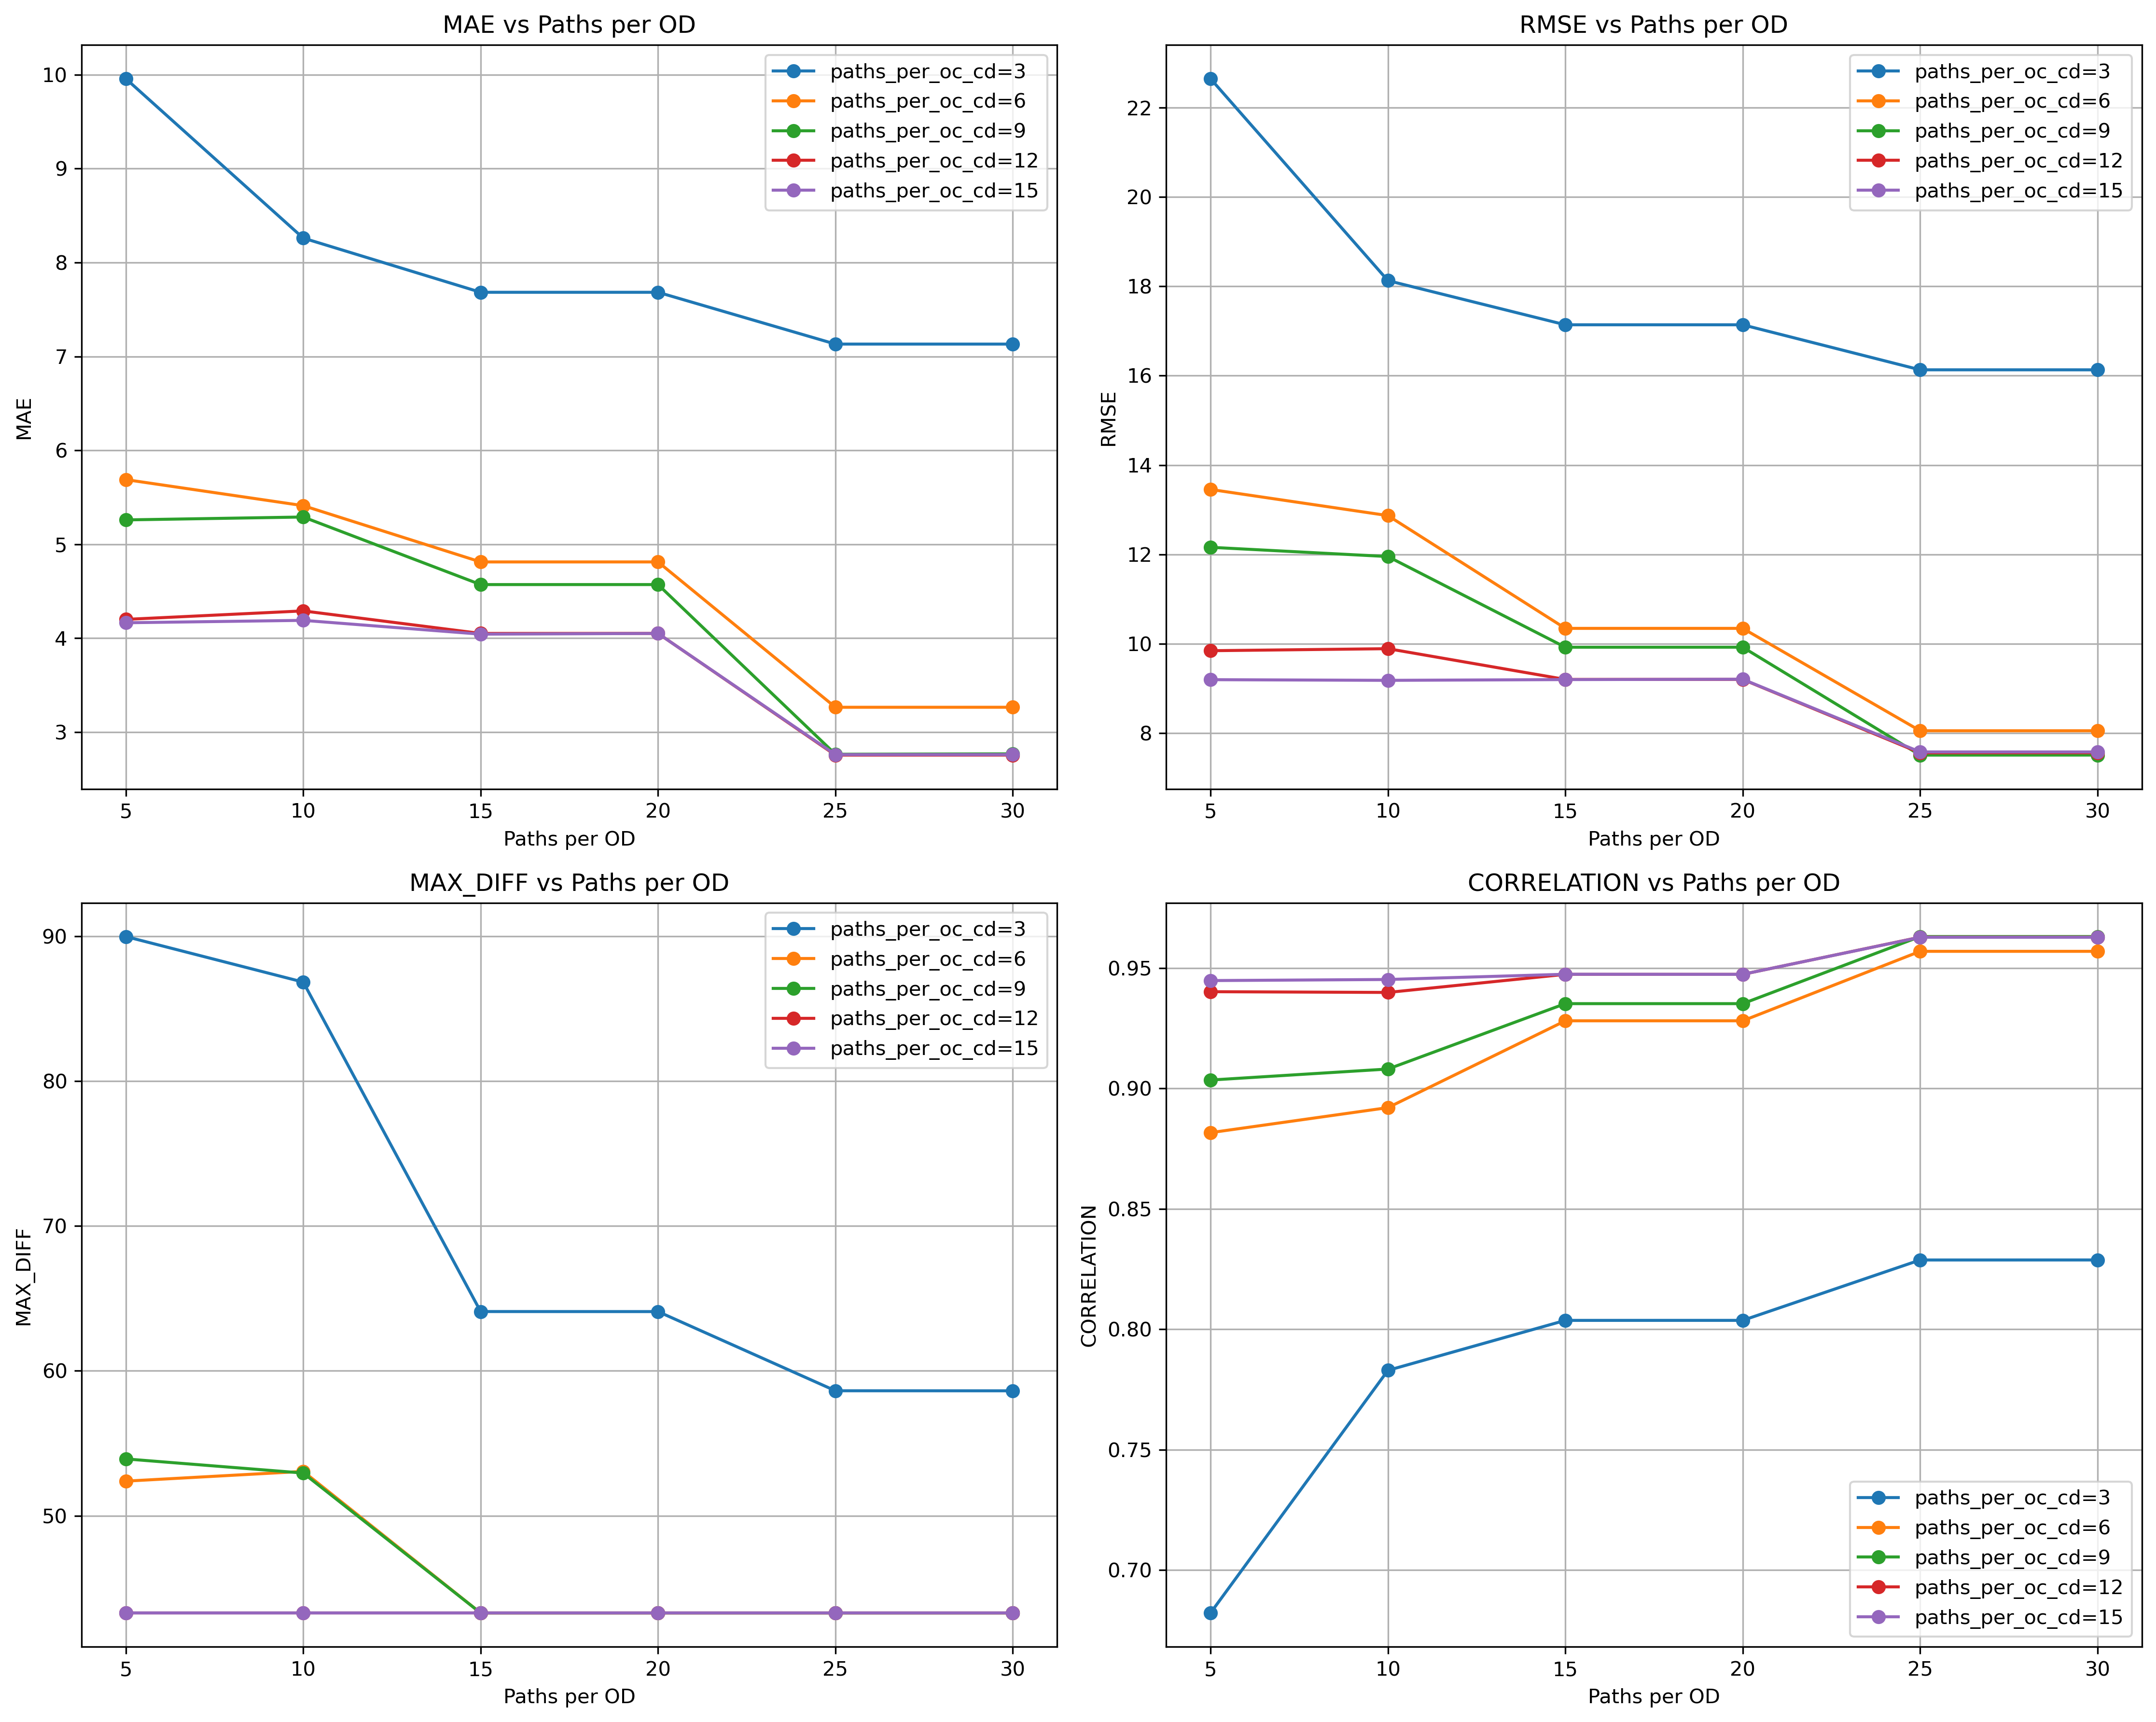 MAE vs Paths per OD
10
9
8
7
6
5
4
3
MAE
5 10 15 20 25 30
Paths per OD
paths_per_oc_cd=3
paths_per_oc_cd=6
paths_per_oc_cd=9
paths_per_oc_cd=12
paths_per_oc_cd=15
RMSE vs Paths per OD
22
20
18
16
14
12
10
8
RMSE
5 10 15 20 25 30
Paths per OD
paths_per_oc_cd=3
paths_per_oc_cd=6
paths_per_oc_cd=9
paths_per_oc_cd=12
paths_per_oc_cd=15
MAX_DIFF vs Paths per OD
90
80
70
60
50
MAX_DIFF
5 10 15 20 25 30
Paths per OD
paths_per_oc_cd=3
paths_per_oc_cd=6
paths_per_oc_cd=9
paths_per_oc_cd=12
paths_per_oc_cd=15
CORRELATION vs Paths per OD
0.95
0.90
0.85
0.80
0.75
0.70
CORRELATION
5 10 15 20 25 30
Paths per OD
paths_per_oc_cd=3
paths_per_oc_cd=6
paths_per_oc_cd=9
paths_per_oc_cd=12
paths_per_oc_cd=15